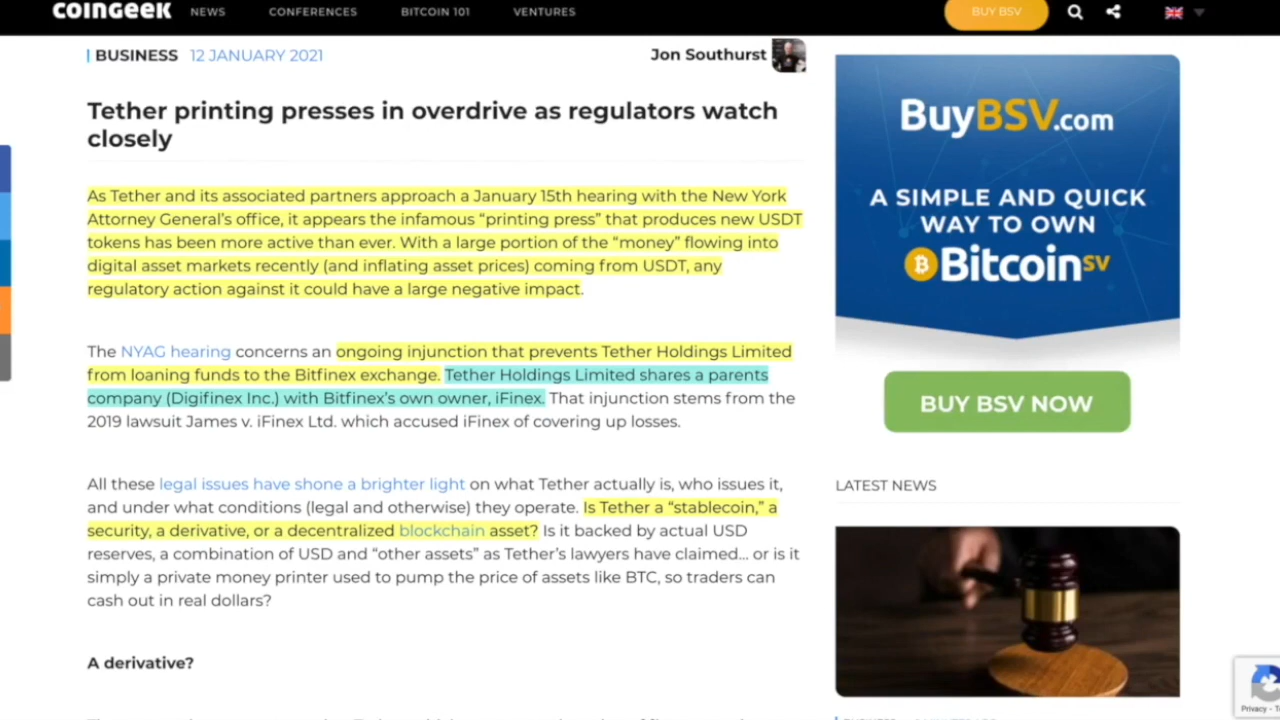 COINGEEK NEWS CONFERENCES BITCOIN 101 VENTURES BUY BSV
BUSINESS 12 JANUARY 2021 Jon Southurst
Tether printing presses in overdrive as regulators watch
closely
As Tether and its associated partners approach a January 15th hearing with the New York
Attorney General's office, it appears the infamous “printing press” that produces new USDT
tokens has been more active than ever. With a large portion of the “money” flowing into
digital asset markets recently (and inflating asset prices) coming from USDT, any
regulatory action against it could have a large negative impact.
The NYAG hearing concerns an ongoing injunction that prevents Tether Holdings Limited
from loaning funds to the Bitfinex exchange. Tether Holdings Limited shares a parents
company (Digifinex Inc.) with Bitfinex's own owner, iFinex. That injunction stems from the
2019 lawsuit James v. iFinex Ltd. which accused iFinex of covering up losses.
All these legal issues have shone a brighter light on what Tether actually is, who issues it,
and under what conditions (legal and otherwise) they operate. Is Tether a “stablecoin,” a
security, a derivative, or a decentralized blockchain asset? Is it backed by actual USD
reserves, a combination of USD and “other assets” as Tether's lawyers have claimed… or is it
simply a private money printer used to pump the price of assets like BTC, so traders can
cash out in real dollars?
A derivative?
BuyBSV.com
A SIMPLE AND QUICK
WAY TO OWN
BitcoinSV
BUY BSV NOW
LATEST NEWS
Privacy - T